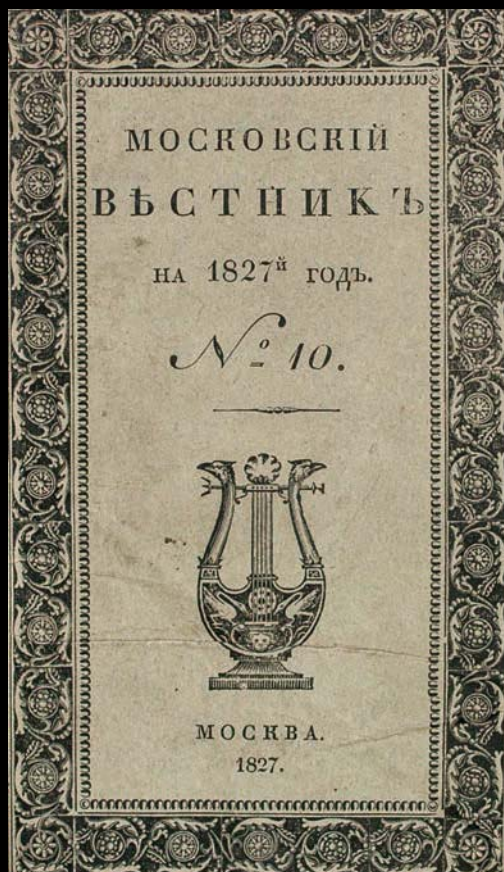 МОСКОВСКІЙ
ВѢСТНИКЪ
НА 1827й ГОДЪ.
№ 10.
МОСКВА.
1827.